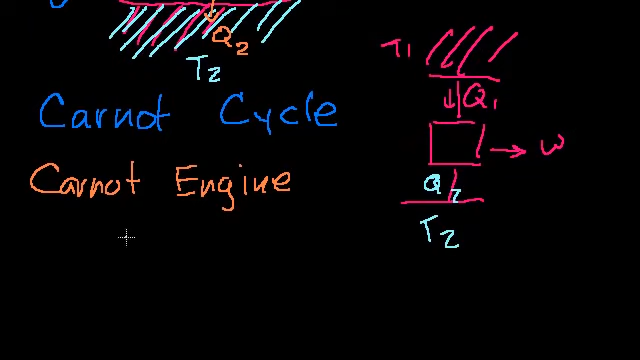 Q2
T2
Carnot Cycle
Carnot Engine
T1
Q1
W
Q2
T2